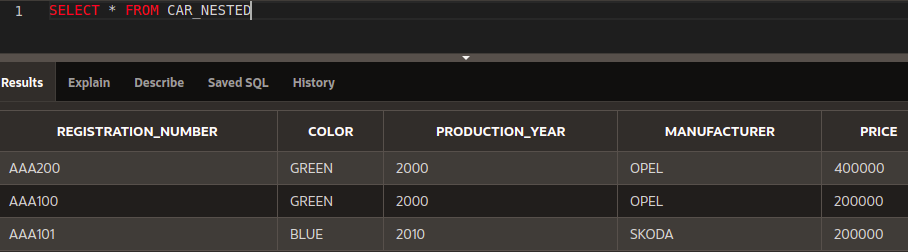 1 SELECT * FROM CAR_NESTED
Results Explain Describe Saved SQL History
REGISTRATION_NUMBER COLOR PRODUCTION_YEAR MANUFACTURER PRICE
AAA200 GREEN 2000 OPEL 400000
AAA100 GREEN 2000 OPEL 200000
AAA101 BLUE 2010 SKODA 200000